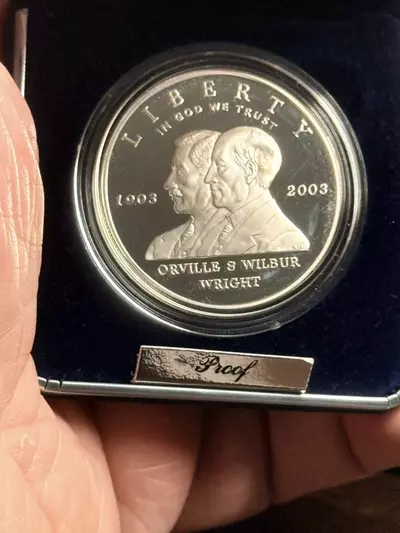 LIBERTY
IN GOD WE TRUST
1903 2003
ORVILLE & WILBUR
WRIGHT
Proof